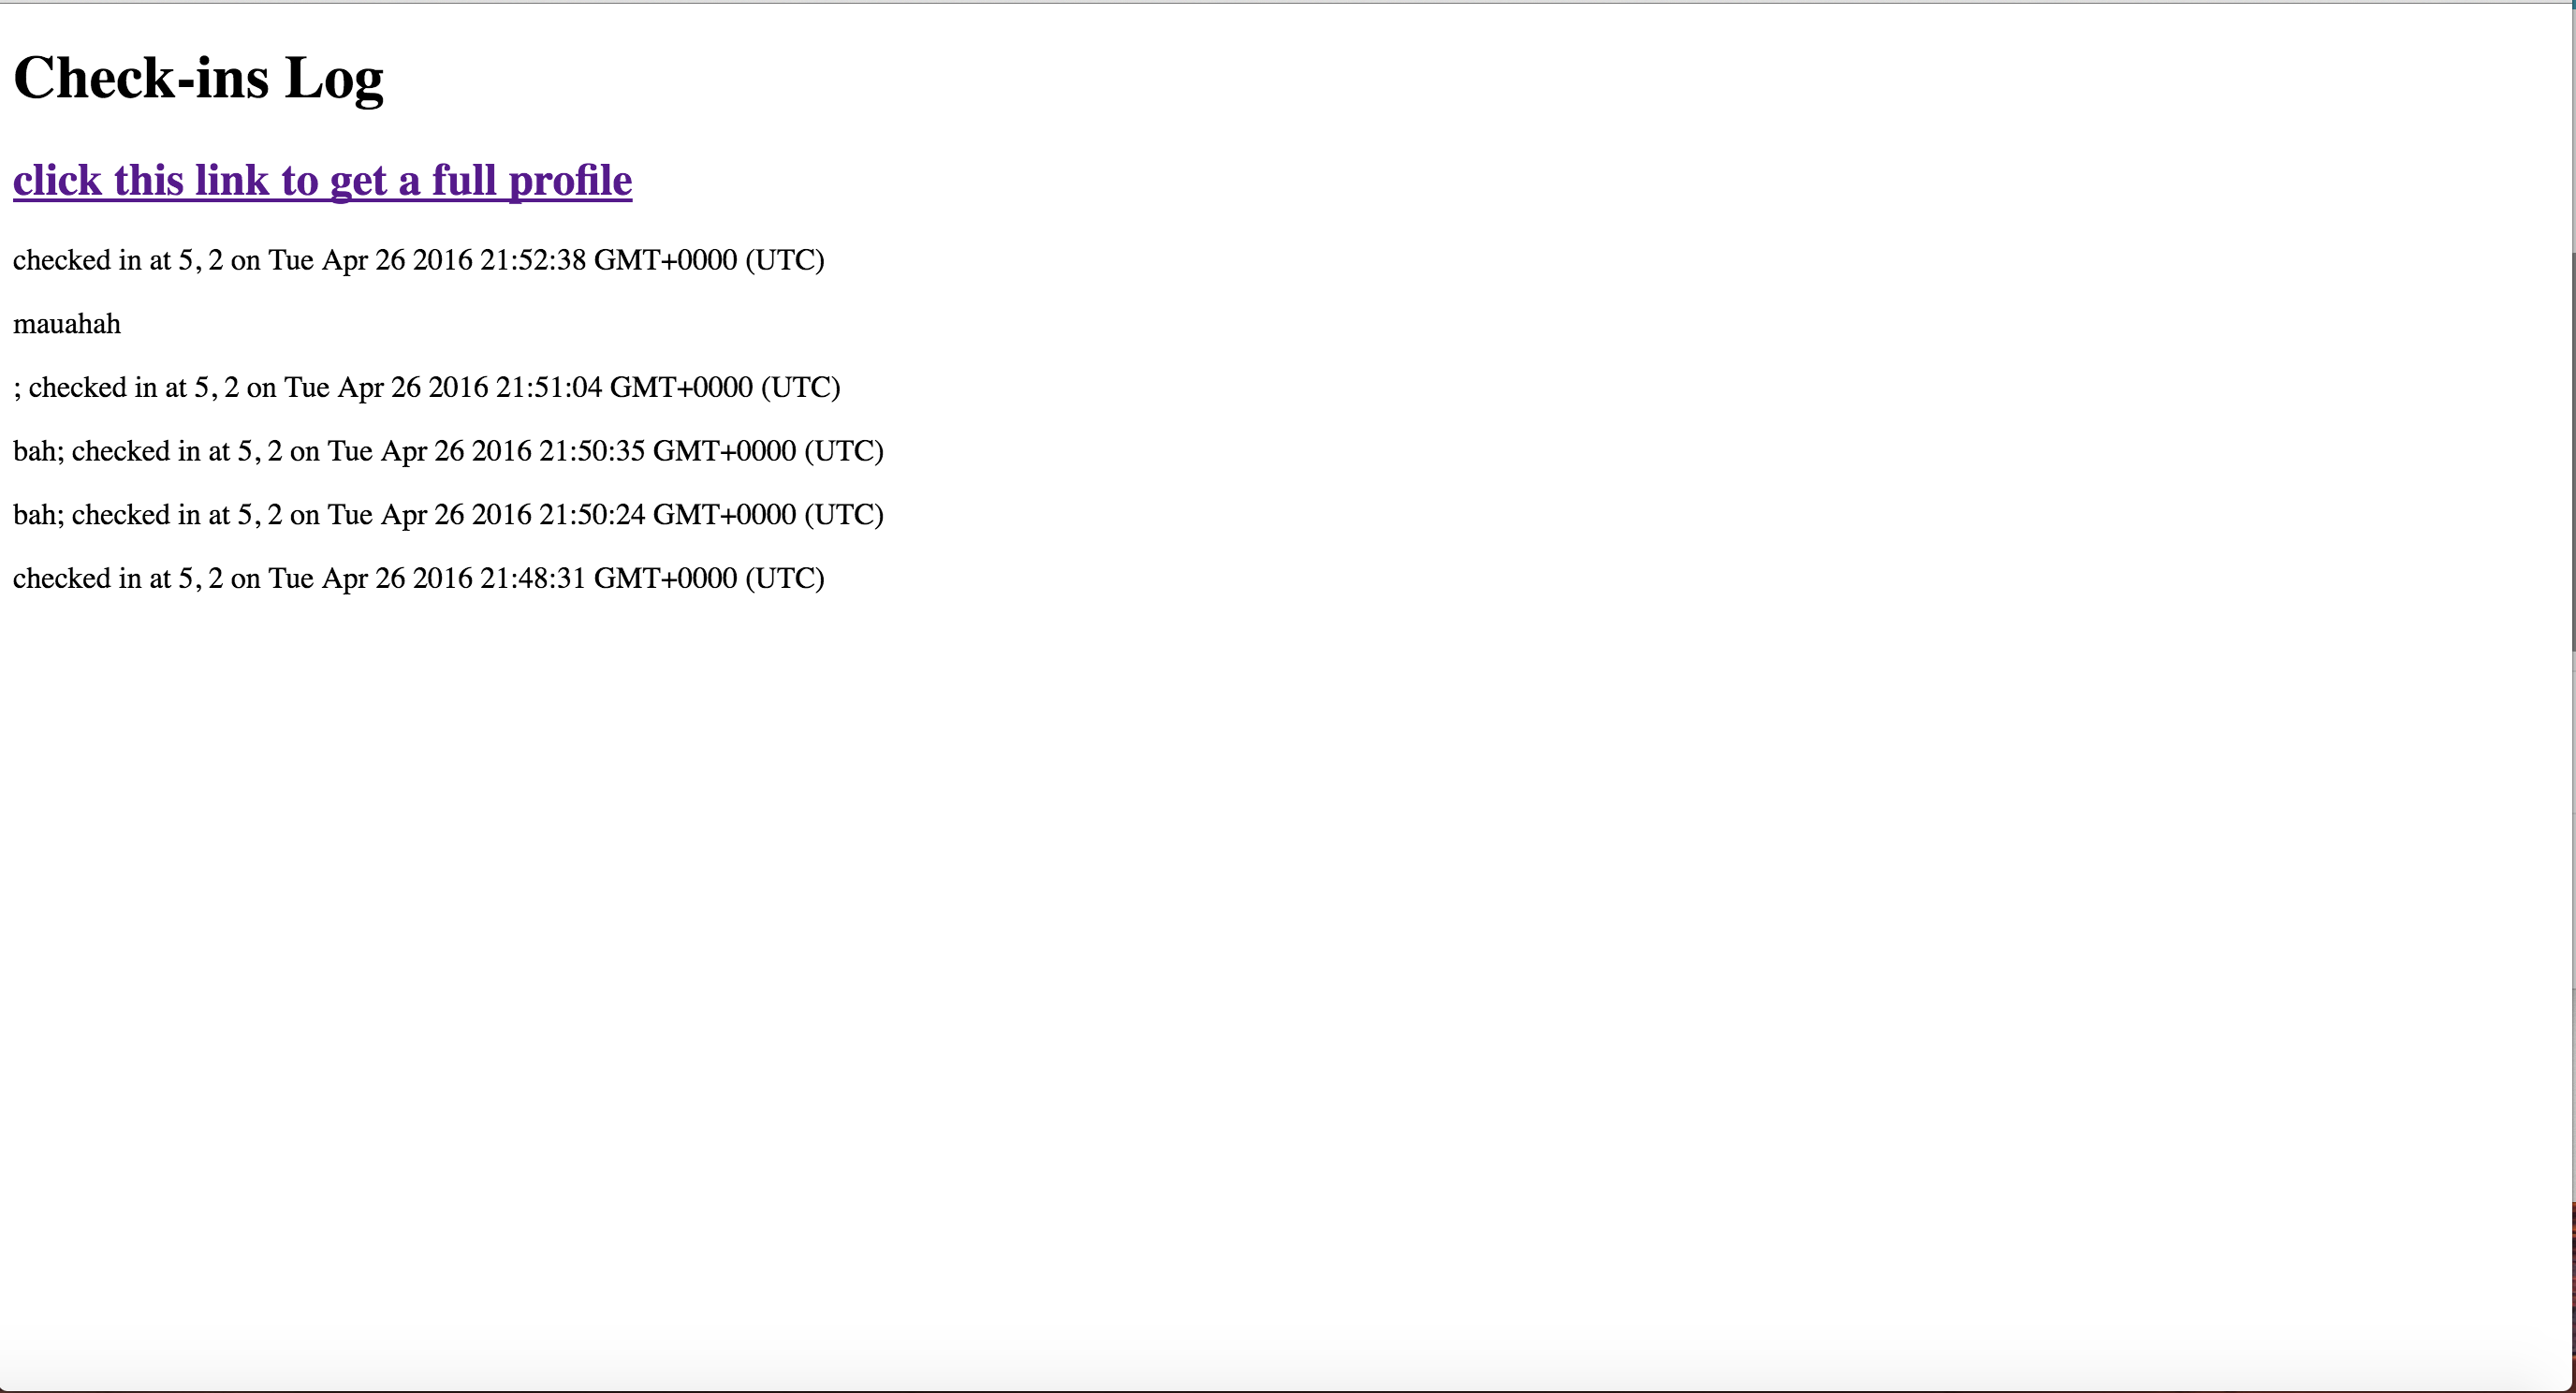 Check-ins Log
click this link to get a full profile
checked in at 5, 2 on Tue Apr 26 2016 21:52:38 GMT+0000 (UTC)
mauahah
; checked in at 5, 2 on Tue Apr 26 2016 21:51:04 GMT+0000 (UTC)
bah; checked in at 5, 2 on Tue Apr 26 2016 21:50:35 GMT+0000 (UTC)
bah; checked in at 5, 2 on Tue Apr 26 2016 21:50:24 GMT+0000 (UTC)
checked in at 5, 2 on Tue Apr 26 2016 21:48:31 GMT+0000 (UTC)